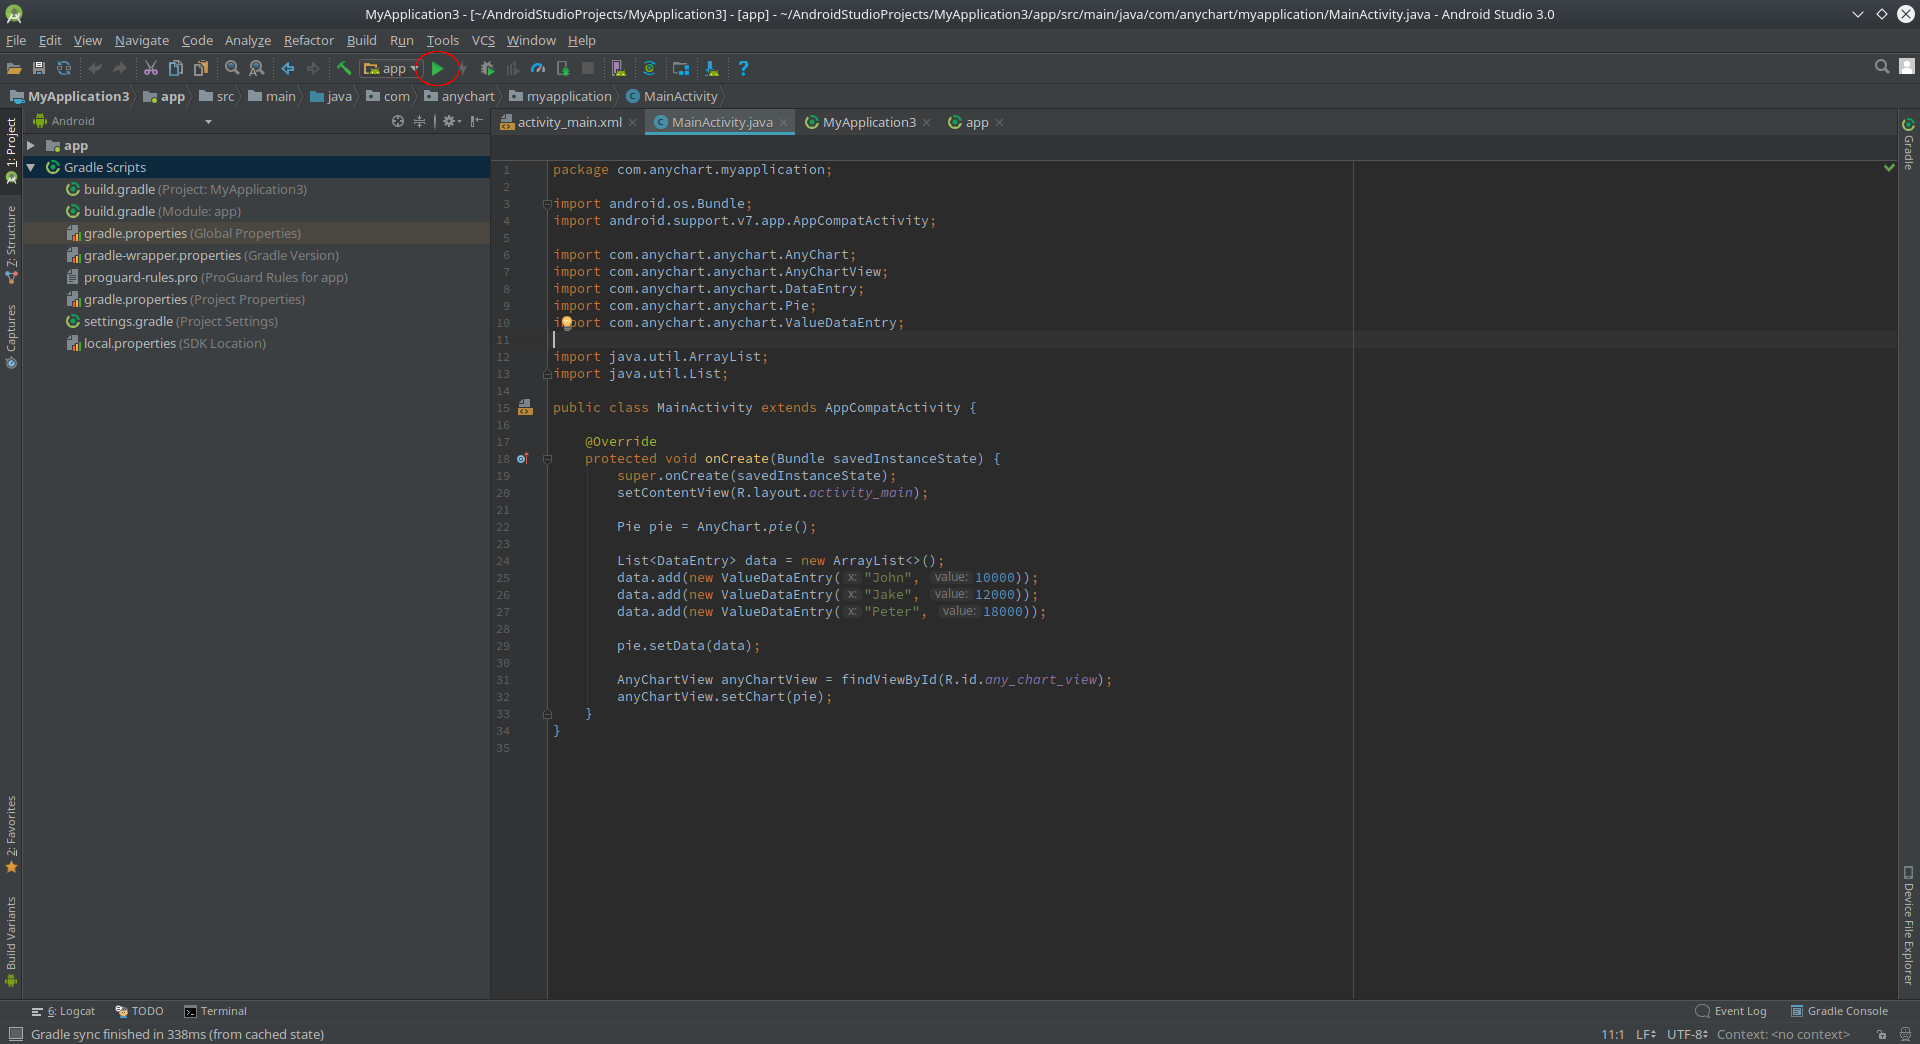 MyApplication3 - [~/AndroidStudioProjects/MyApplication3] - [app] - ~/AndroidStudioProjects/MyApplication3/app/src/main/java/com/anychart/myapplication/MainActivity.java - Android Studio 3.0
File Edit View Navigate Code Analyze Refactor Build Run Tools VCS Window Help
app
MyApplication3 app src main java com anychart myapplication MainActivity
Android
activity_main.xml MainActivity.java MyApplication3 app
1: Project
7: Structure
Captures
2: Favorites
Build Variants
app
Gradle Scripts
build.gradle (Project: MyApplication3)
build.gradle (Module: app)
gradle.properties (Global Properties)
gradle-wrapper.properties (Gradle Version)
proguard-rules.pro (ProGuard Rules for app)
gradle.properties (Project Properties)
settings.gradle (Project Settings)
local.properties (SDK Location)
1 package com.anychart.myapplication;
2
3 import android.os.Bundle;
4 import android.support.v7.app.AppCompatActivity;
5
6 import com.anychart.anychart.AnyChart;
7 import com.anychart.anychart.AnyChartView;
8 import com.anychart.anychart.DataEntry;
9 import com.anychart.anychart.Pie;
10 import com.anychart.anychart.ValueDataEntry;
11
12 import java.util.ArrayList;
13 import java.util.List;
14
15 public class MainActivity extends AppCompatActivity {
16
17 @Override
18 protected void onCreate(Bundle savedInstanceState) {
19 super.onCreate(savedInstanceState);
20 setContentView(R.layout.activity_main);
21
22 Pie pie = AnyChart.pie();
23
24 List<DataEntry> data = new ArrayList<>();
25 data.add(new ValueDataEntry( x: "John", value: 10000));
26 data.add(new ValueDataEntry( x: "Jake", value: 12000));
27 data.add(new ValueDataEntry( x: "Peter", value: 18000));
28
29 pie.setData(data);
30
31 AnyChartView anyChartView = findViewById(R.id.any_chart_view);
32 anyChartView.setChart(pie);
33 }
34 }
35
Gradle
Device File Explorer
6: Logcat TODO Terminal Event Log Gradle Console
Gradle sync finished in 338ms (from cached state) 11:1 LF UTF-8 Context: <no context>